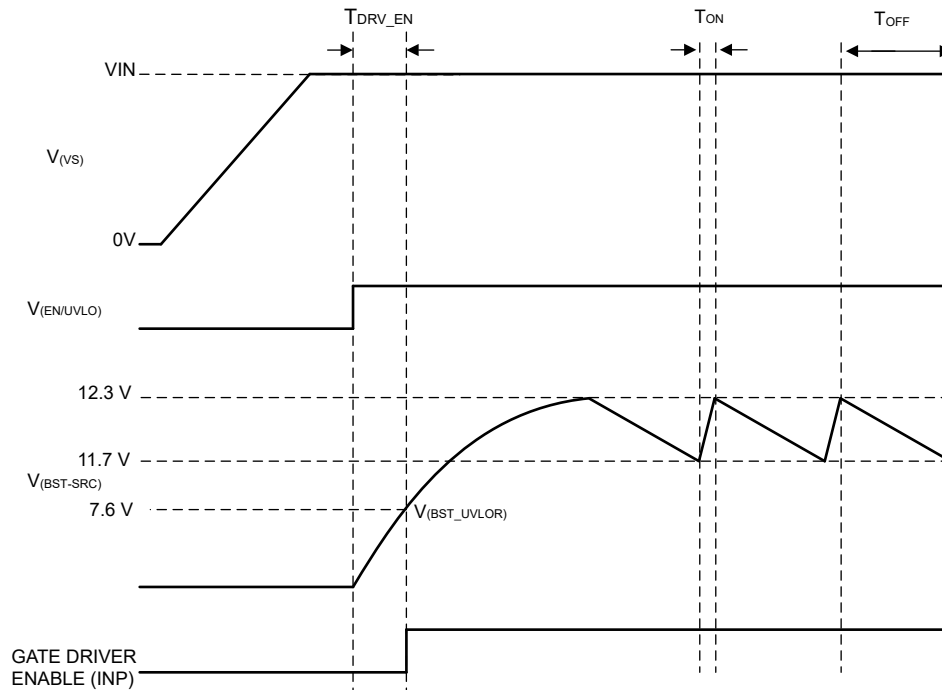 TDRV_EN
TON
TOFF
VIN
V(VS)
0V
V(EN/UVLO)
12.3 V
11.7 V
V(BST-SRC)
7.6 V
V(BST_UVLOR)
GATE DRIVER
ENABLE (INP)